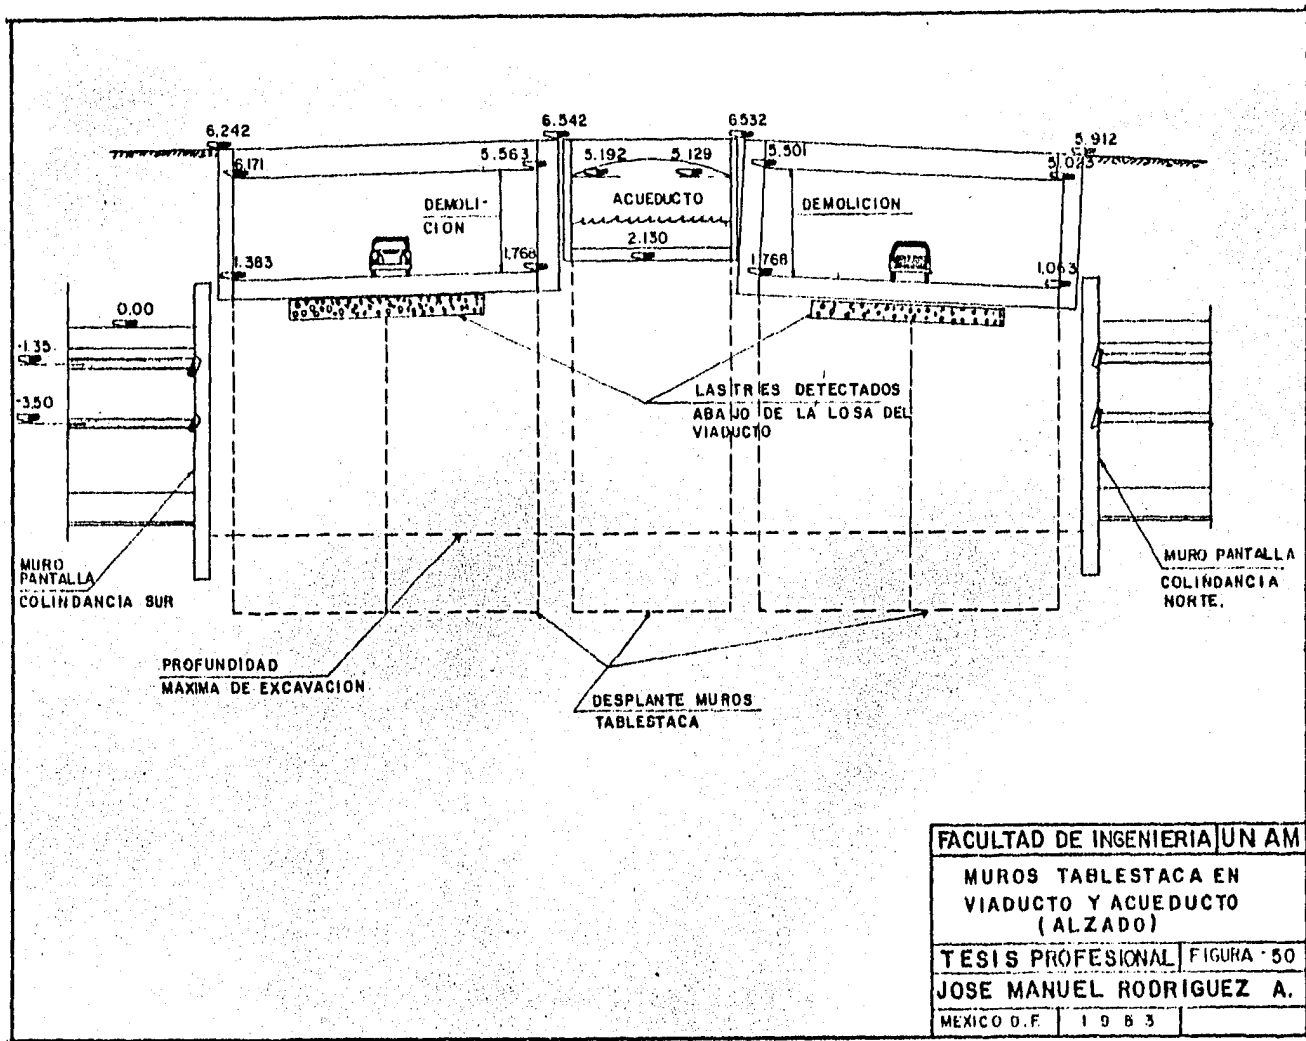 6.242
6.542
6532
5.912
6.171
5.563
5.192
5.129
5.501
5.023
DEMOLI-
CION
ACUEDUCTO
DEMOLICION
2.130
1.383
1.768
1.768
1.063
0.00
-1.35
-3.50
LASTRES DETECTADOS
ABAJO DE LA LOSA DEL
VIADUCTO
MURO
PANTALLA
COLINDANCIA SUR
MURO PANTALLA
COLINDANCIA
NORTE.
PROFUNDIDAD
MAXIMA DE EXCAVACION
DESPLANTE MUROS
TABLESTACA
FACULTAD DE INGENIERIA UNAM
MUROS TABLESTACA EN
VIADUCTO Y ACUEDUCTO
(ALZADO)
TESIS PROFESIONAL FIGURA-50
JOSE MANUEL RODRIGUEZ A.
MEXICO D.F. 1983